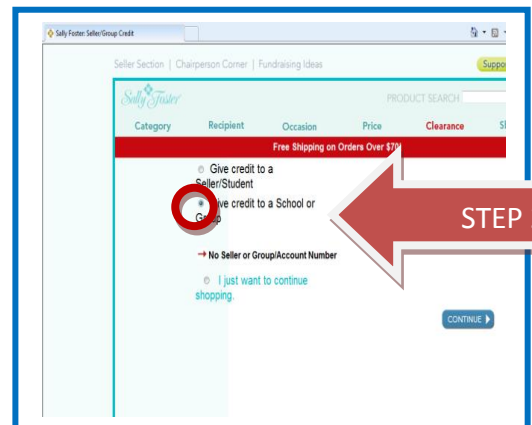 Sally Foster: Seller/Group Credit
Seller Section | Chairperson Corner | Fundraising Ideas
Sally Foster
PRODUCT SEARCH
Category Recipient Occasion Price Clearance
Free Shipping on Orders Over $70!
Give credit to a
Seller/Student
Give credit to a School or
Group
STEP
→ No Seller or Group/Account Number
I just want to continue
shopping.
CONTINUE